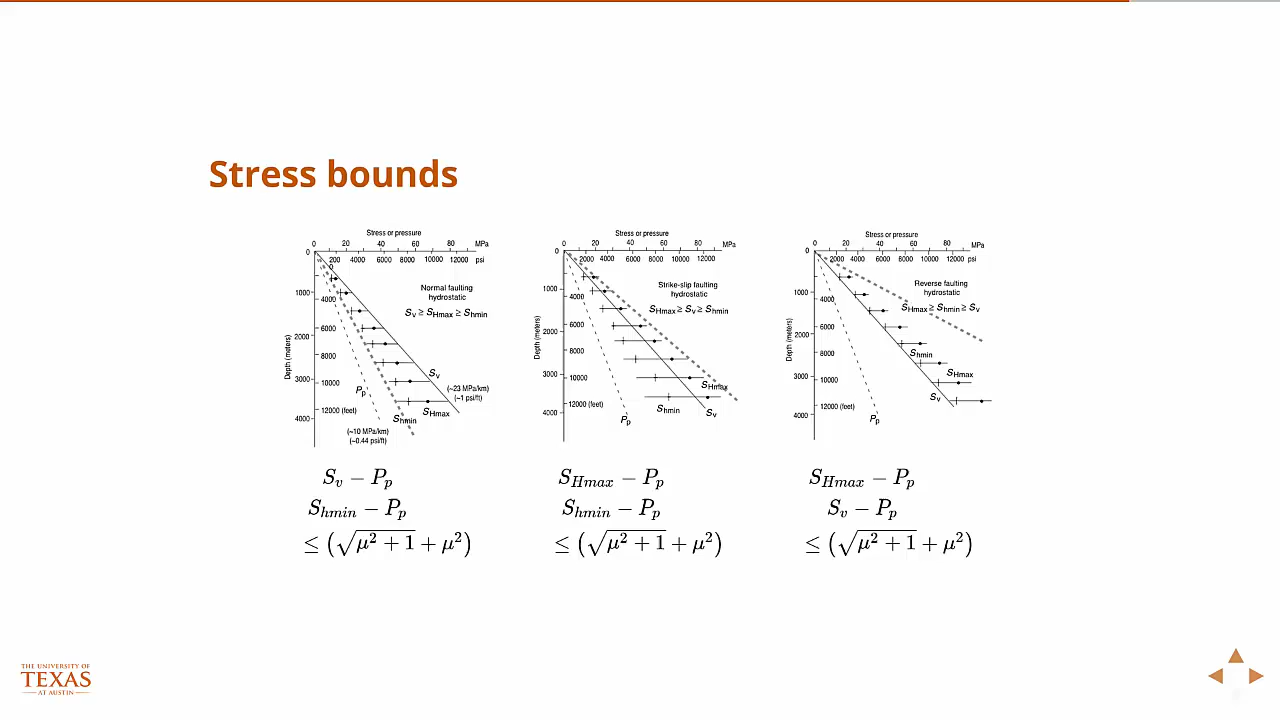 Stress bounds
Stress or pressure
0 20 40 60 80 MPa
0
200 4000 6000 8000 10000 12000 psi
0
1000
4000
Normal faulting
hydrostatic
Sv ≥ SHmax ≥ Shmin
6000
2000
8000
Depth (meters)
3000
10000
Sv
Pp
(~23 MPa/km)
(~1 psi/ft)
12000 (feet)
4000
Shmin
SHmax
(~10 MPa/km)
(~0.44 psi/ft)
Stress or pressure
0 20 40 60 80 MPa
0
2000 4000 6000 8000 10000 12000
1000
4000
Strike-slip faulting
hydrostatic
SHmax ≥ Sv ≥ Shmin
6000
2000
8000
Depth (meters)
3000
10000
SHmax
12000 (feet)
4000
Shmin
Sv
Pp
Stress or pressure
0 20 40 60 80 MPa
0
2000 4000 6000 8000 10000 12000 psi
1000
4000
Reverse faulting
hydrostatic
SHmax ≥ Shmin ≥ Sv
6000
2000
8000
Depth (meters)
Shmin
3000
10000
SHmax
Sv
12000 (feet)
4000
Pp
Sv − Pp
Shmin − Pp
≤ (√μ² + 1 + μ²)
SHmax − Pp
Shmin − Pp
≤ (√μ² + 1 + μ²)
SHmax − Pp
Sv − Pp
≤ (√μ² + 1 + μ²)
THE UNIVERSITY OF
TEXAS
AT AUSTIN